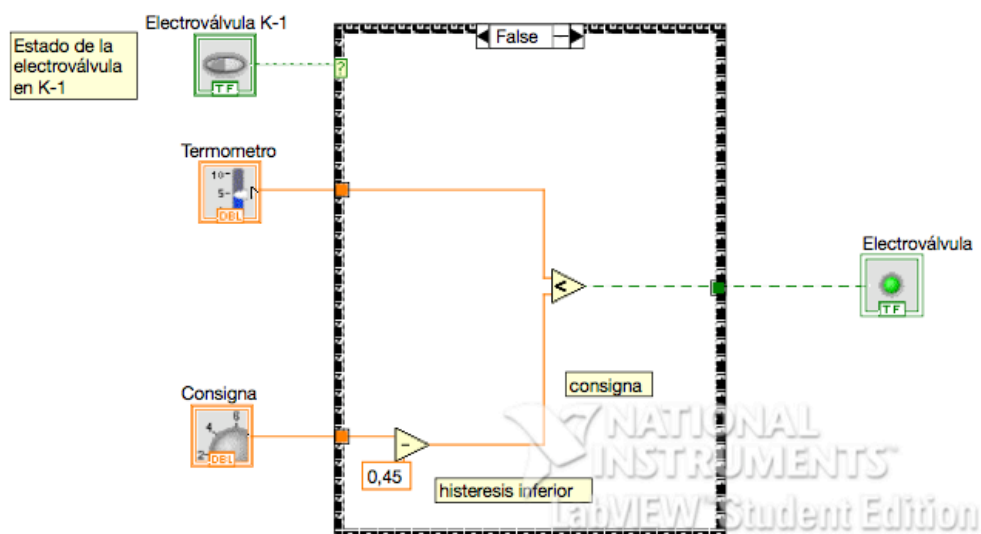 Electroválvula K-1
False
Estado de la
electroválvula
en K-1
?
TF
Termometro
10
5
DBL
Electroválvula
TF
<
consigna
Consigna
6
4
2
DBL
-
0,45
histeresis inferior
NATIONAL
INSTRUMENTS
LabVIEW™ Student Edition